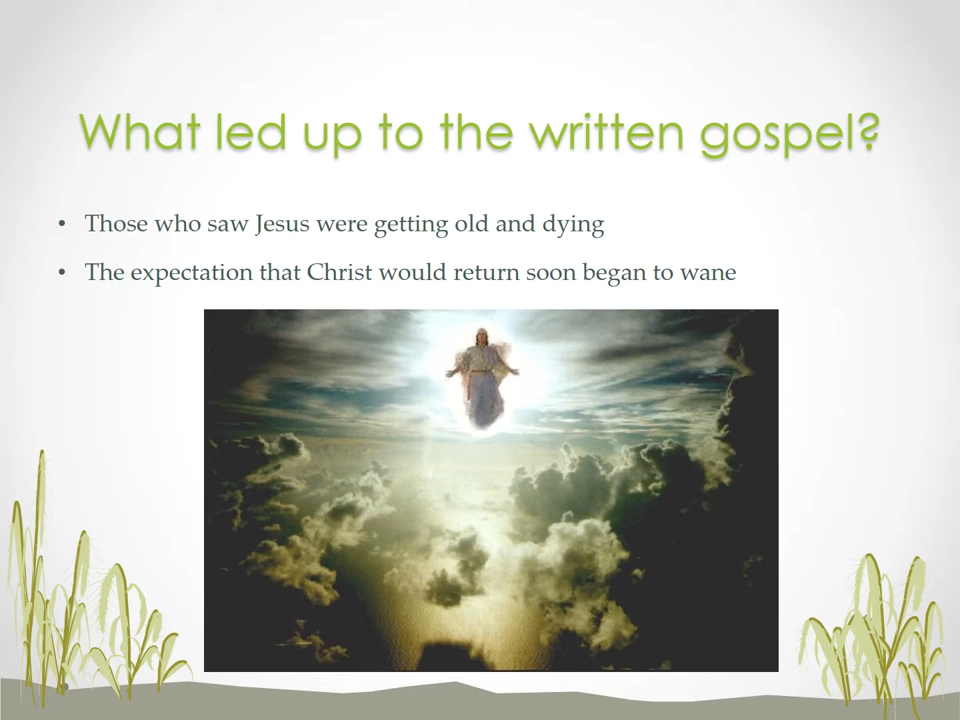 What led up to the written gospel?
• Those who saw Jesus were getting old and dying
• The expectation that Christ would return soon began to wane